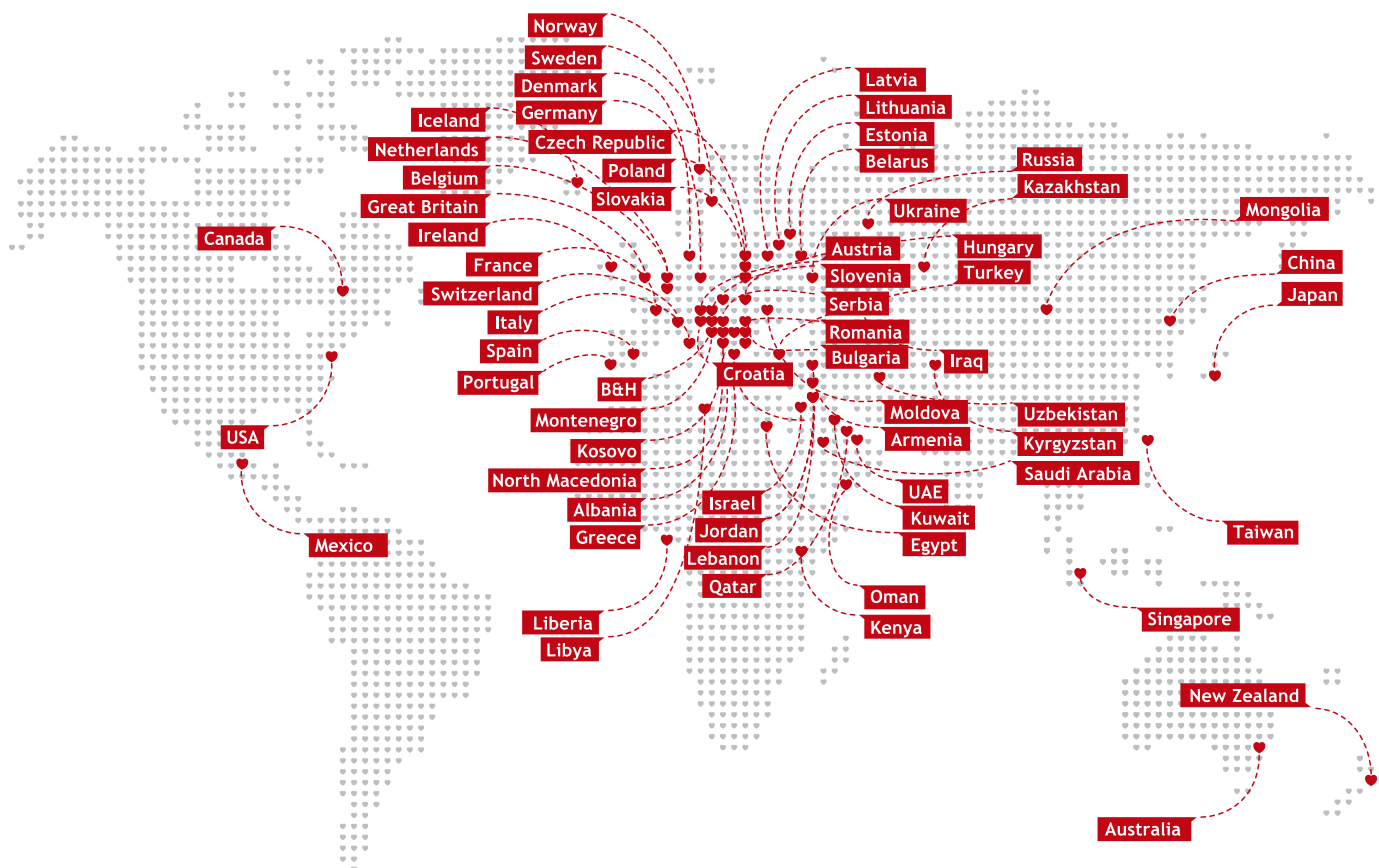 Norway
Sweden
Denmark
Germany
Czech Republic
Poland
Slovakia
Iceland
Netherlands
Belgium
Great Britain
Ireland
France
Switzerland
Italy
Spain
Portugal
Canada
USA
Mexico
Latvia
Lithuania
Estonia
Belarus
Russia
Kazakhstan
Ukraine
Mongolia
Austria
Hungary
Slovenia
Turkey
China
Serbia
Japan
Romania
Bulgaria
Iraq
Croatia
B&H
Montenegro
Kosovo
North Macedonia
Albania
Greece
Moldova
Armenia
Uzbekistan
Kyrgyzstan
Saudi Arabia
Israel
Jordan
Lebanon
Qatar
UAE
Kuwait
Egypt
Oman
Kenya
Liberia
Libya
Taiwan
Singapore
New Zealand
Australia